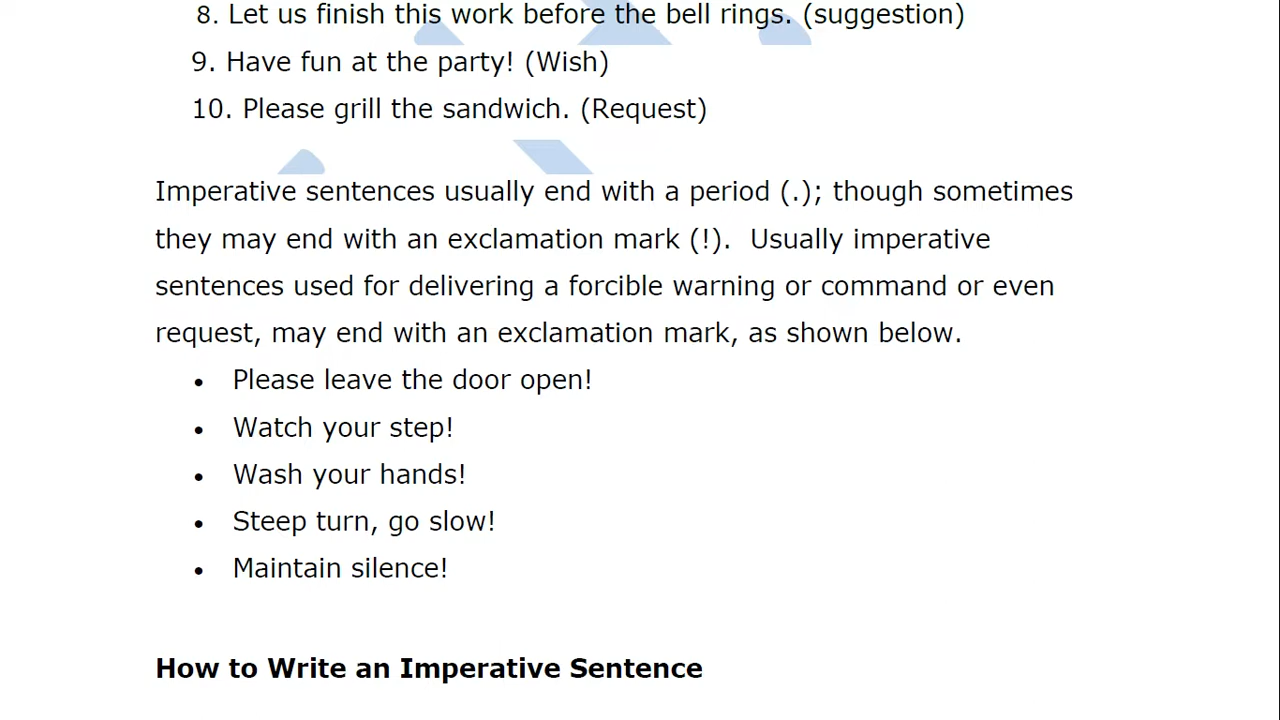 8. Let us finish this work before the bell rings. (suggestion)
9. Have fun at the party! (Wish)
10. Please grill the sandwich. (Request)
Imperative sentences usually end with a period (.); though sometimes
they may end with an exclamation mark (!).  Usually imperative
sentences used for delivering a forcible warning or command or even
request, may end with an exclamation mark, as shown below.
• Please leave the door open!
• Watch your step!
• Wash your hands!
• Steep turn, go slow!
• Maintain silence!
How to Write an Imperative Sentence